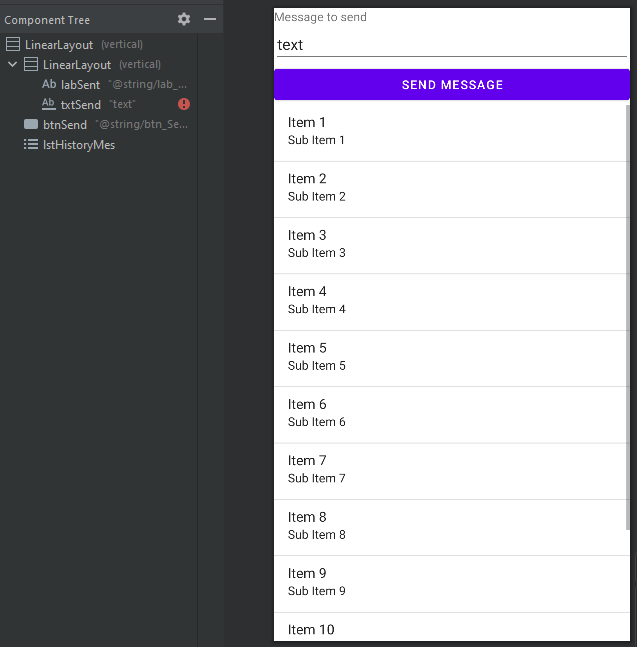 Component Tree
LinearLayout (vertical)
LinearLayout (vertical)
Ab labSent "@string/lab_...
Ab txtSend "text"
btnSend "@string/btn_Se...
lstHistoryMes
Message to send
text
SEND MESSAGE
Item 1
Sub Item 1
Item 2
Sub Item 2
Item 3
Sub Item 3
Item 4
Sub Item 4
Item 5
Sub Item 5
Item 6
Sub Item 6
Item 7
Sub Item 7
Item 8
Sub Item 8
Item 9
Sub Item 9
Item 10